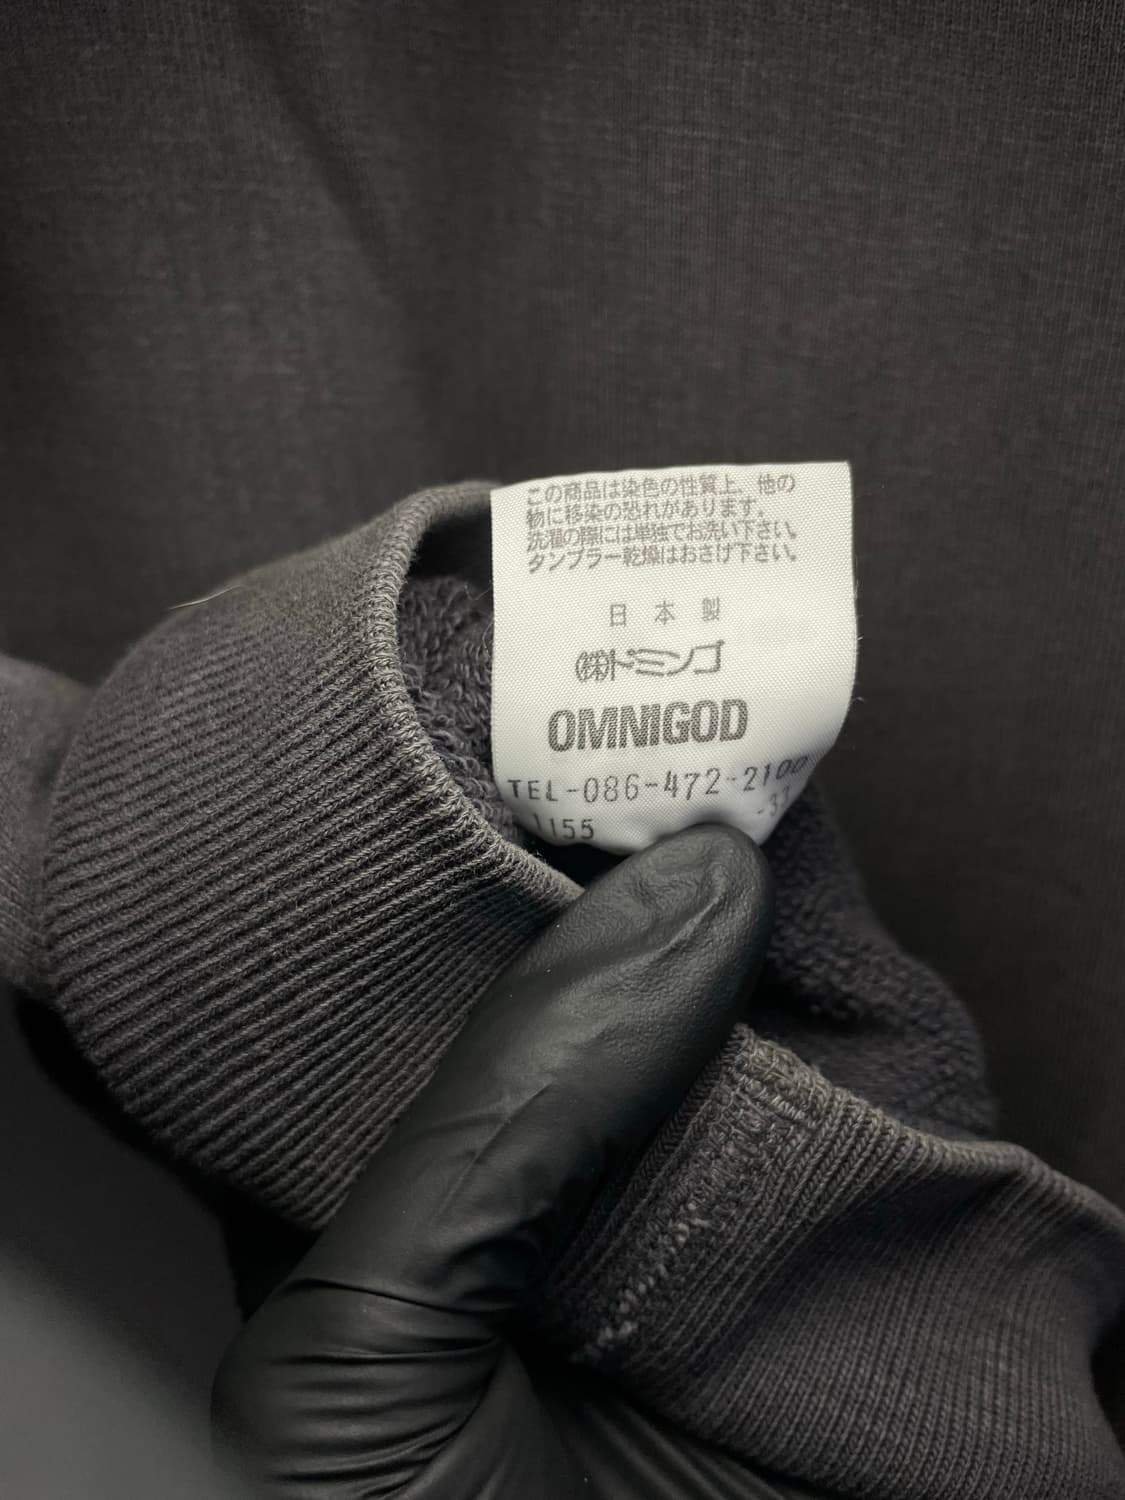 この商品は染色の性質上、他の
物に移染の恐れがあります。
洗濯の際には単独でお洗い下さい。
タンブラー乾燥はおさげ下さい。
日本製
㈱ドミンゴ
OMNIGOD
TEL-086-472-2100
1155 -33